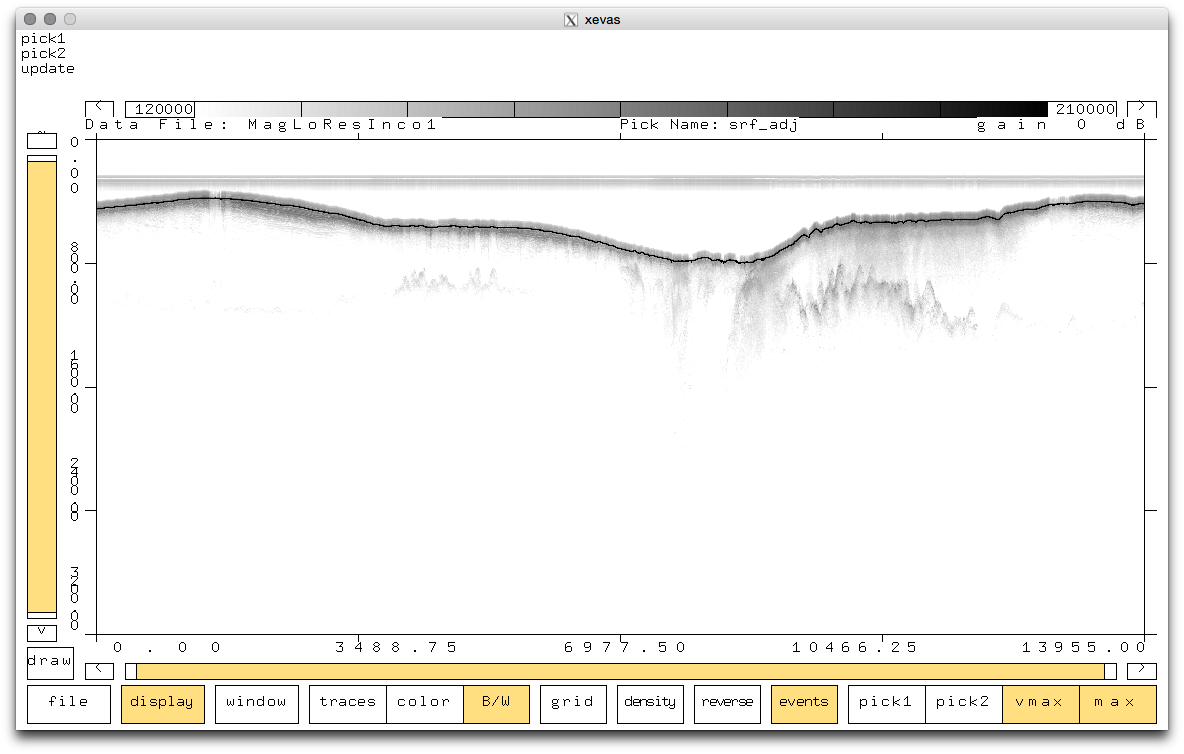 xevas
pick1
pick2
update
< 120000 210000 >
Data File: MagLoResInco1 Pick Name: srf_adj gain 0 dB
0.00
800.00
1600.00
2400.00
3200.00
0.00 3488.75 6977.50 10466.25 13955.00
draw < >
file display window traces color B/W grid density reverse events pick1 pick2 vmax max